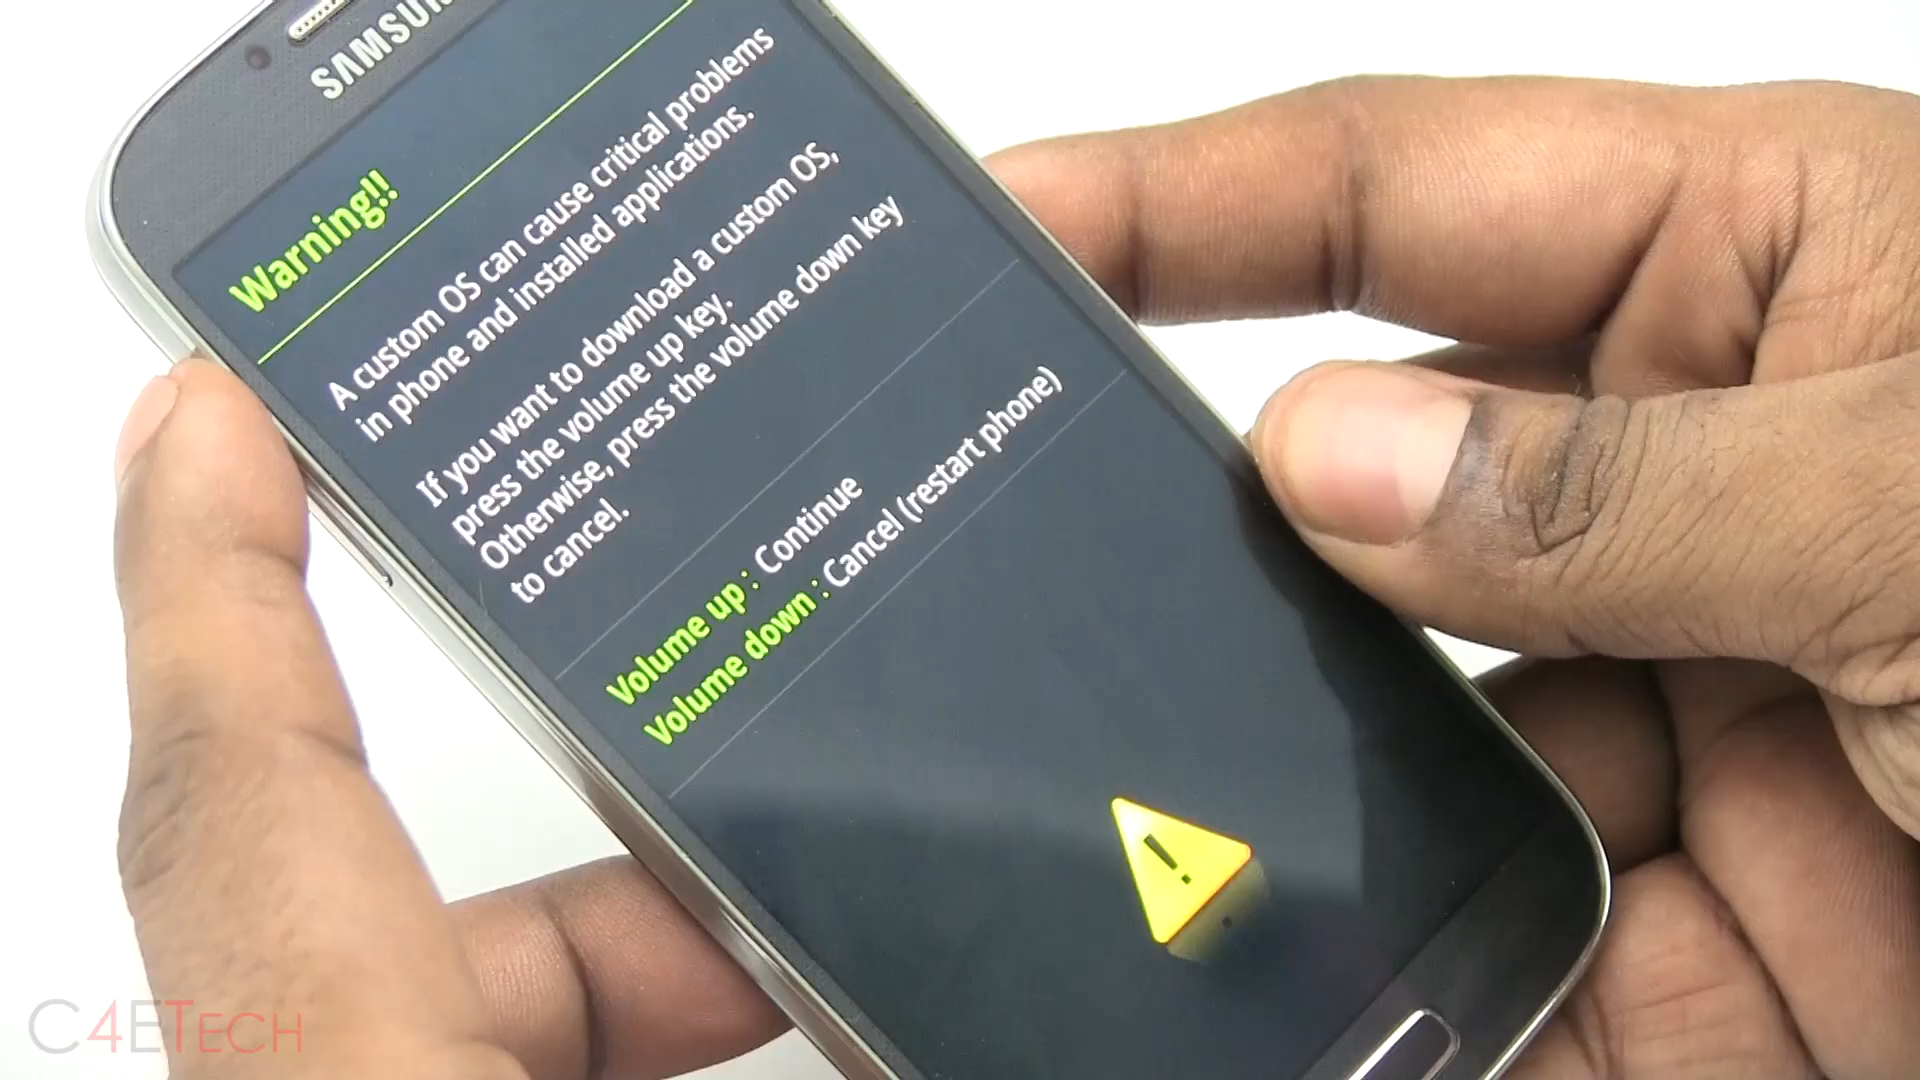 SAMSUNG
Warning!!
A custom OS can cause critical problems
in phone and installed applications.
If you want to download a custom OS,
press the volume up key.
Otherwise, press the volume down key
to cancel.
Volume up : Continue
Volume down : Cancel (restart phone)
C4ETECH